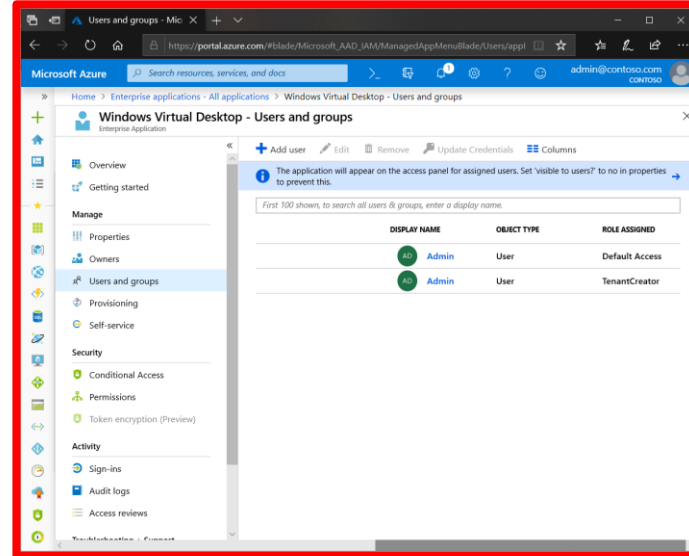 Users and groups - Mic
https://portal.azure.com/#blade/Microsoft_AAD_IAM/ManagedAppMenuBlade/Users/appI
Microsoft Azure
Search resources, services, and docs
1
admin@contoso.com
CONTOSO
Home > Enterprise applications - All applications > Windows Virtual Desktop - Users and groups
Windows Virtual Desktop - Users and groups
Enterprise Application
Overview
Getting started
Manage
Properties
Owners
Users and groups
Provisioning
Self-service
Security
Conditional Access
Permissions
Token encryption (Preview)
Activity
Sign-ins
Audit logs
Access reviews
Troubleshooting + Support
Add user Edit Remove Update Credentials Columns
The application will appear on the access panel for assigned users. Set 'visible to users?' to no in properties
to prevent this.
First 100 shown, to search all users & groups, enter a display name.
DISPLAY NAME OBJECT TYPE ROLE ASSIGNED
AD Admin User Default Access
AD Admin User TenantCreator